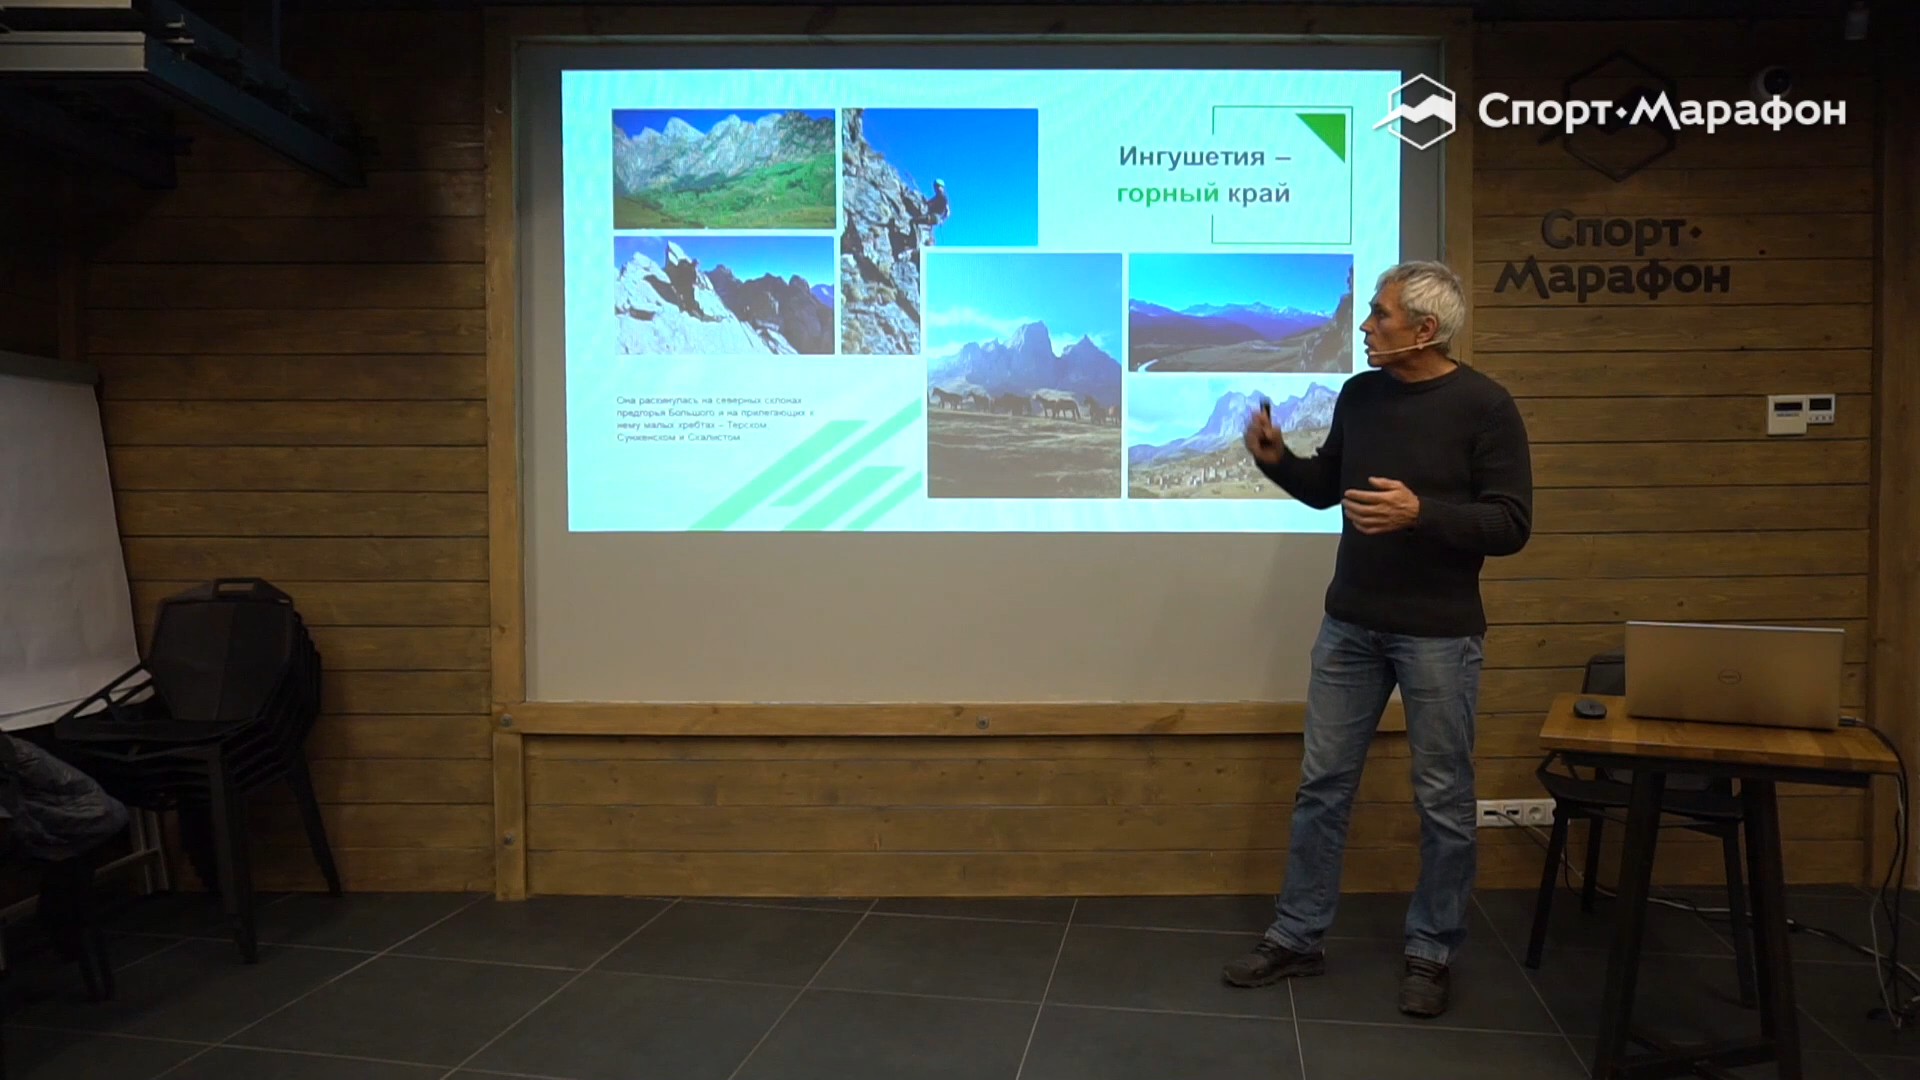 Спорт•Марафон
Ингушетия –
горный край
Спорт•
Марафон
Она раскинулась на северных склонах
предгорья Большого и на прилегающих к
нему малых хребтах – Терском,
Сунженском и Скалистом
DELL